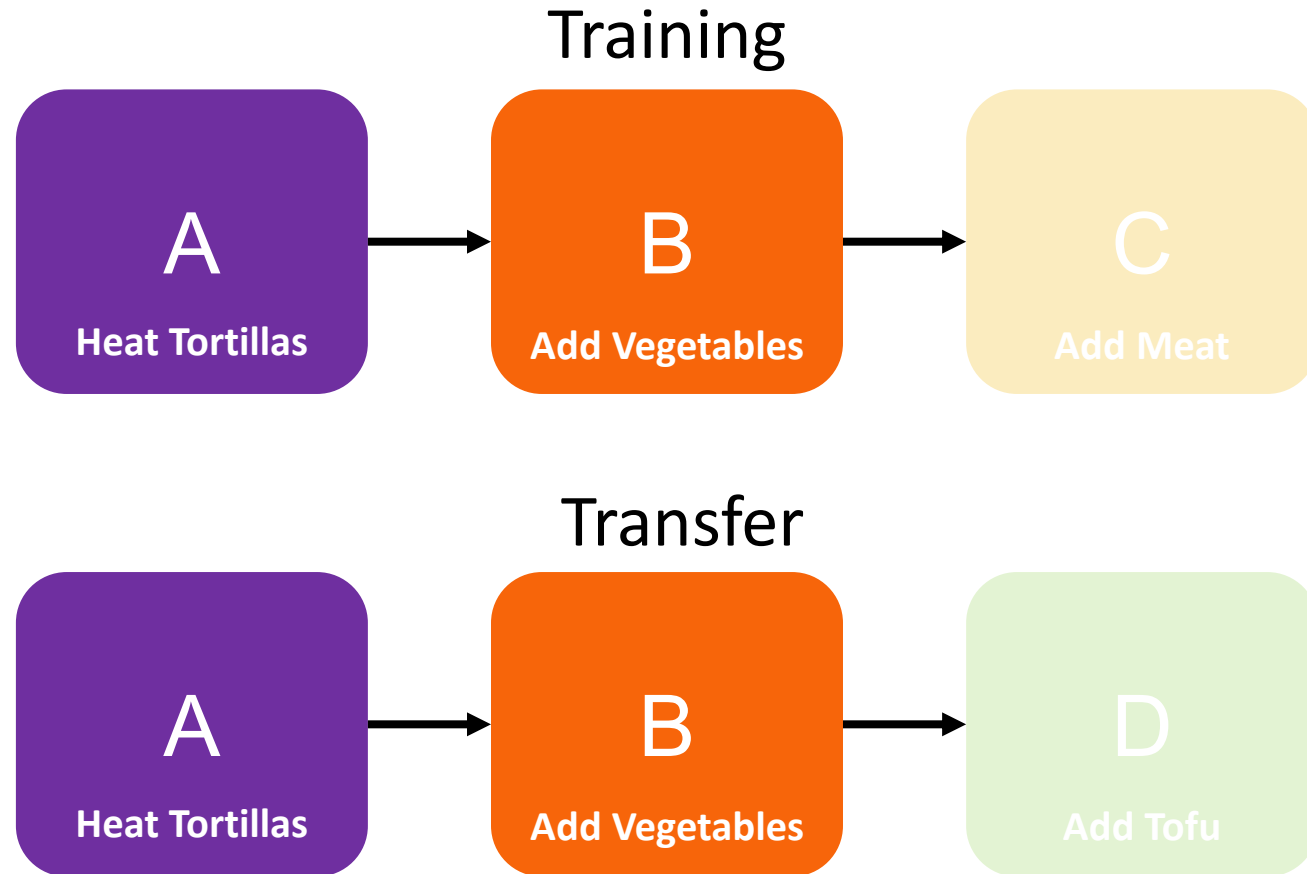 Training
A
Heat Tortillas
B
Add Vegetables
C
Add Meat
Transfer
A
Heat Tortillas
B
Add Vegetables
D
Add Tofu